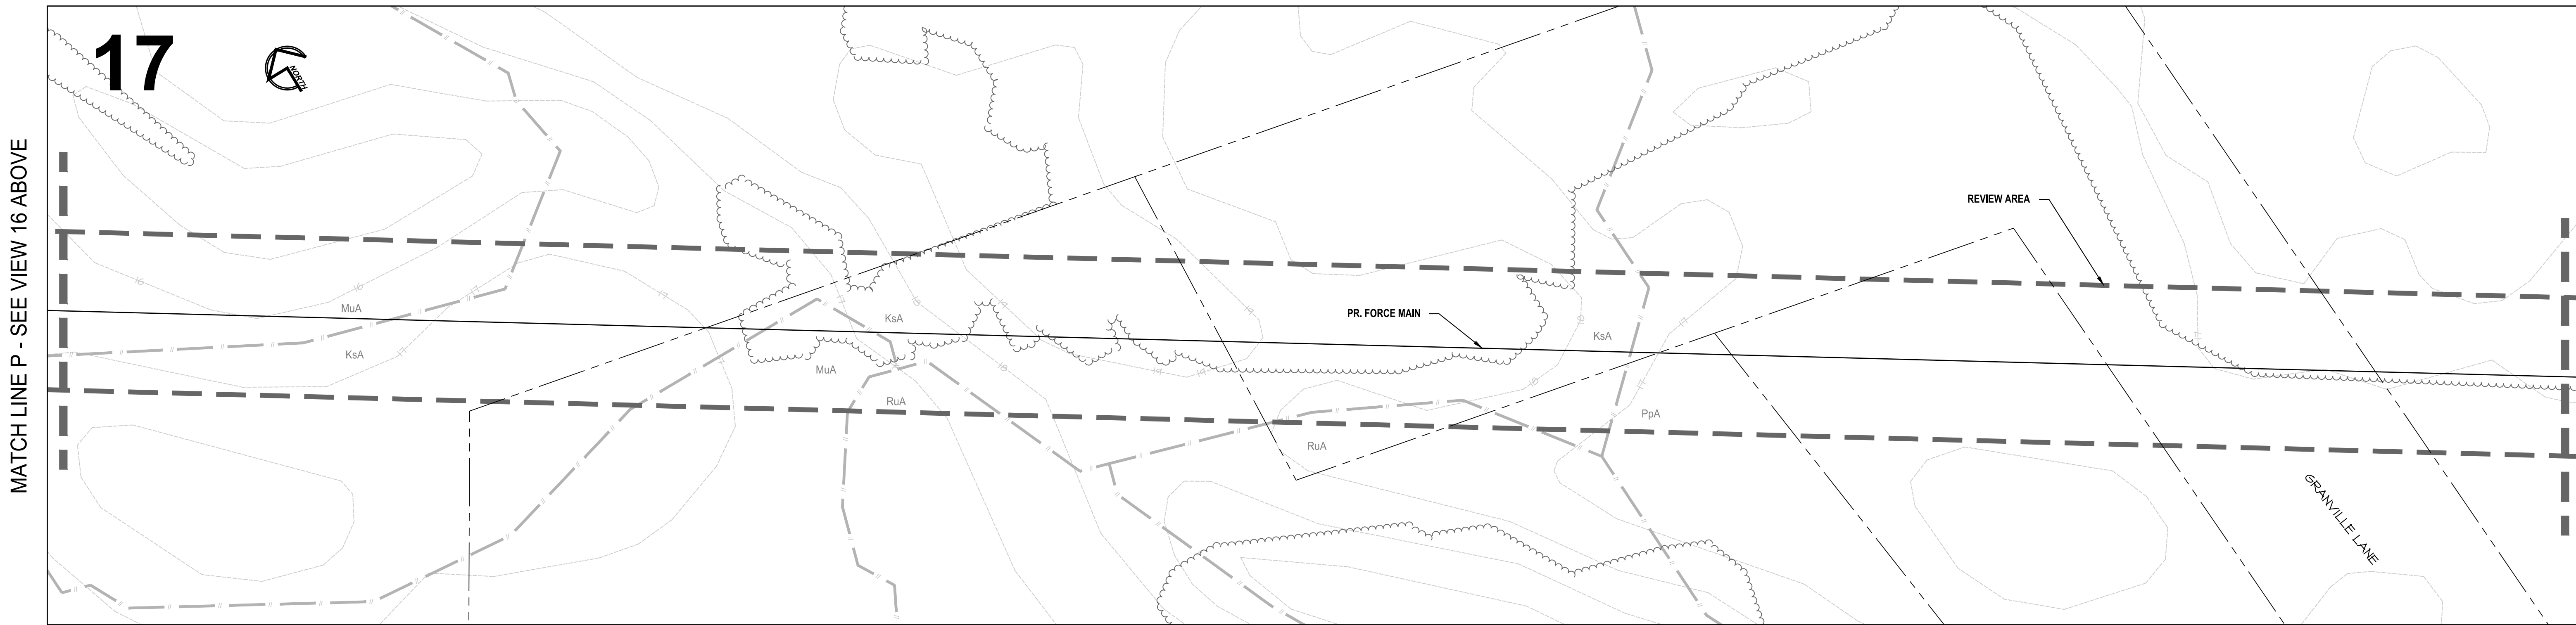 17
NORTH
MATCH LINE P - SEE VIEW 16 ABOVE
REVIEW AREA
PR. FORCE MAIN
MuA
KsA
KsA
MuA
RuA
KsA
PpA
RuA
GRANVILLE LANE